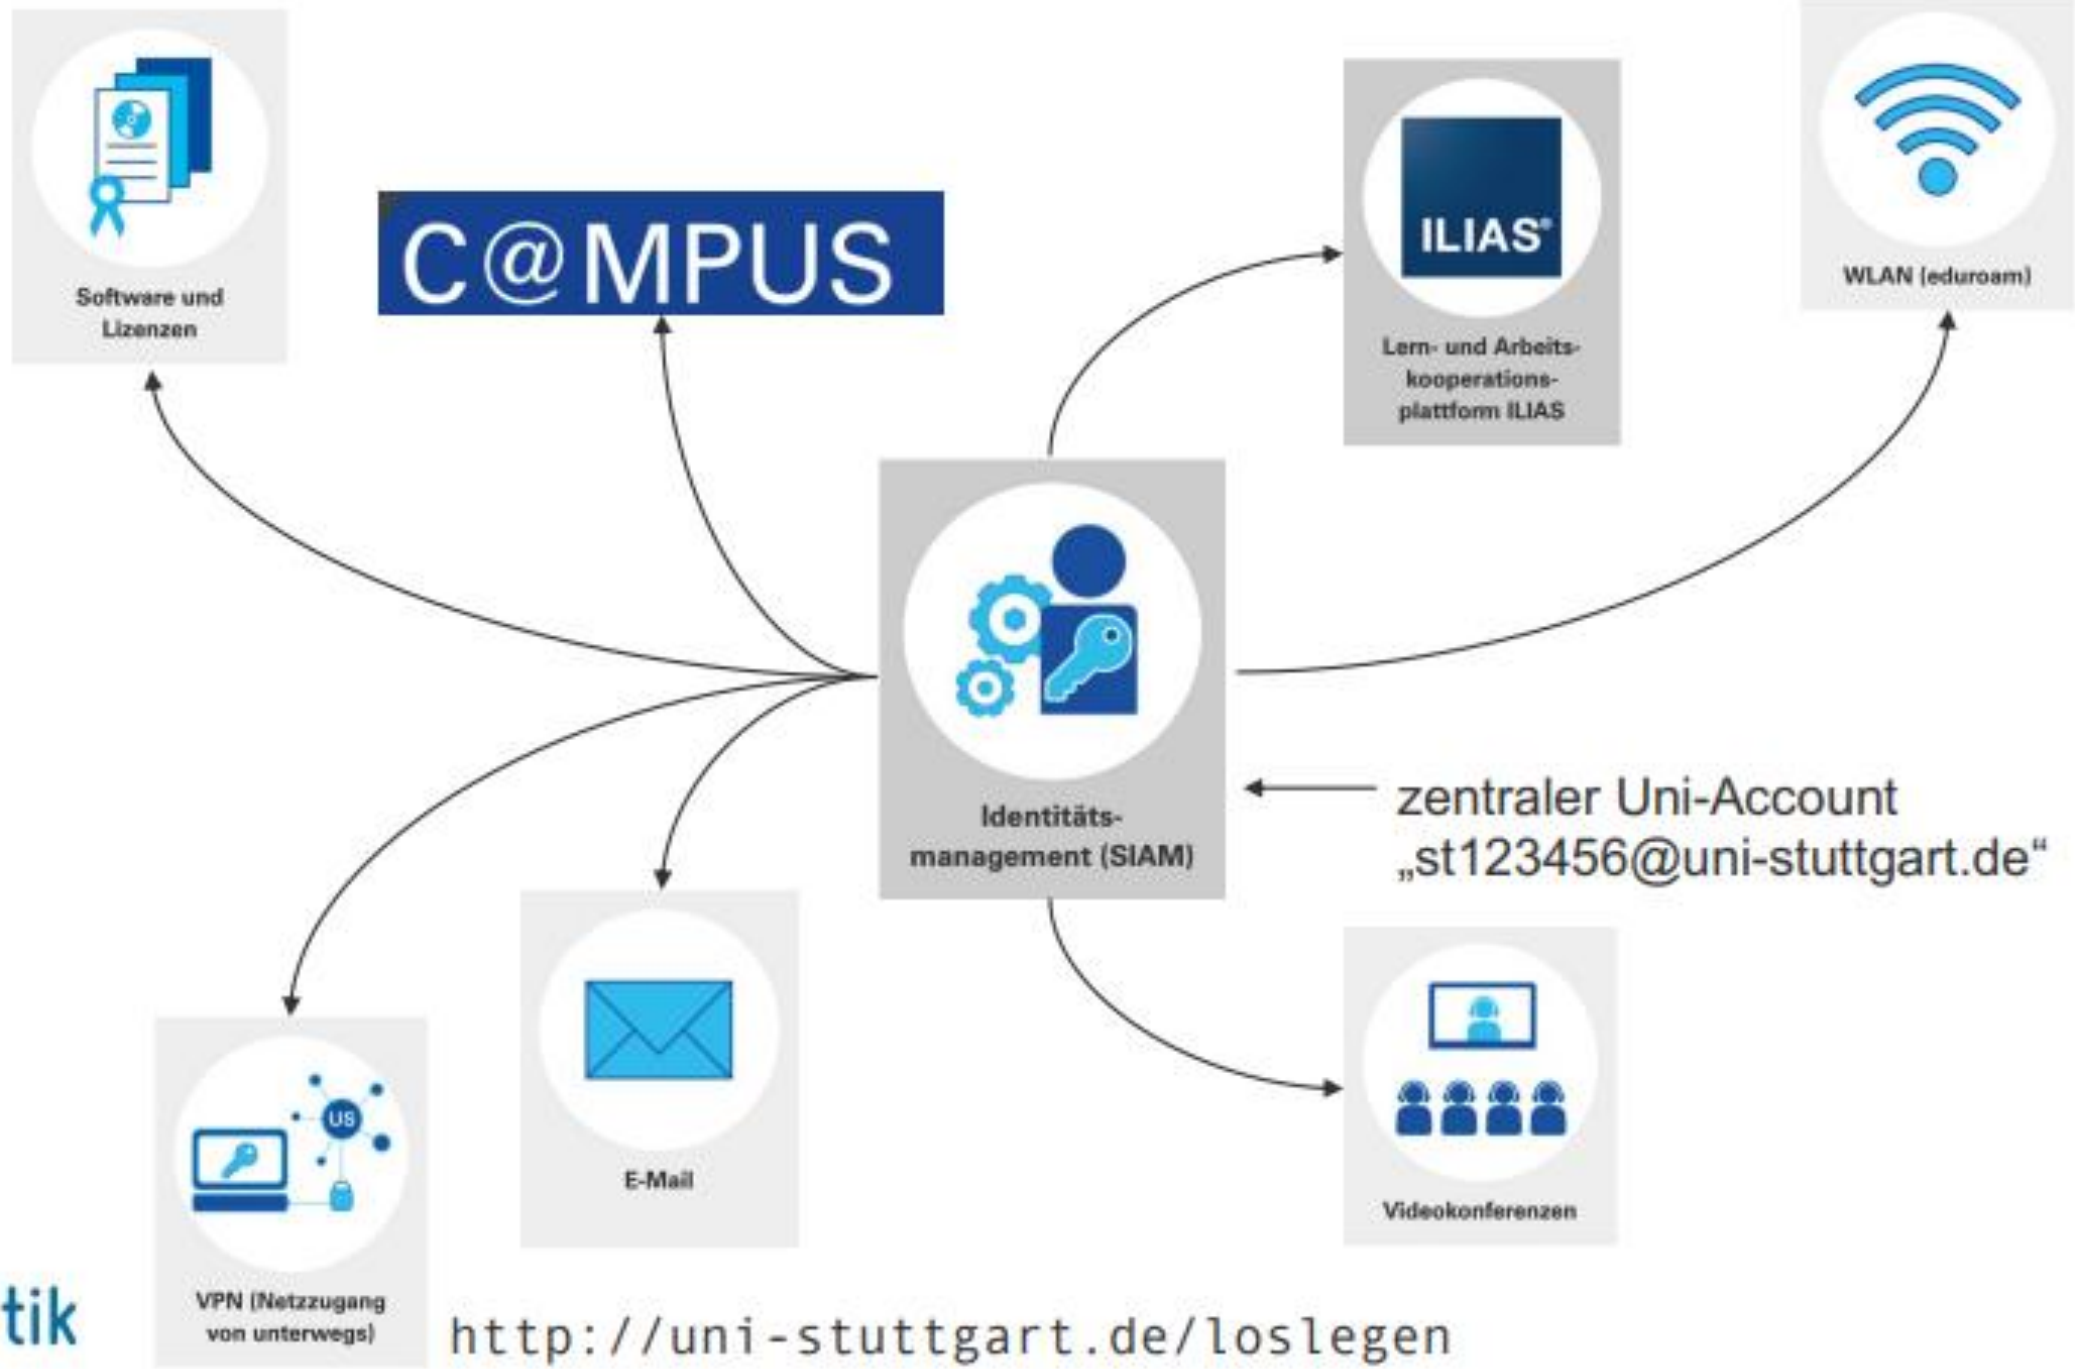 Software und
Lizenzen
C@MPUS
ILIAS®
Lern- und Arbeits-
kooperations-
plattform ILIAS
WLAN (eduroam)
Identitäts-
management (SIAM)
zentraler Uni-Account
„st123456@uni-stuttgart.de“
US
VPN (Netzzugang
von unterwegs)
E-Mail
Videokonferenzen
tik
http://uni-stuttgart.de/loslegen